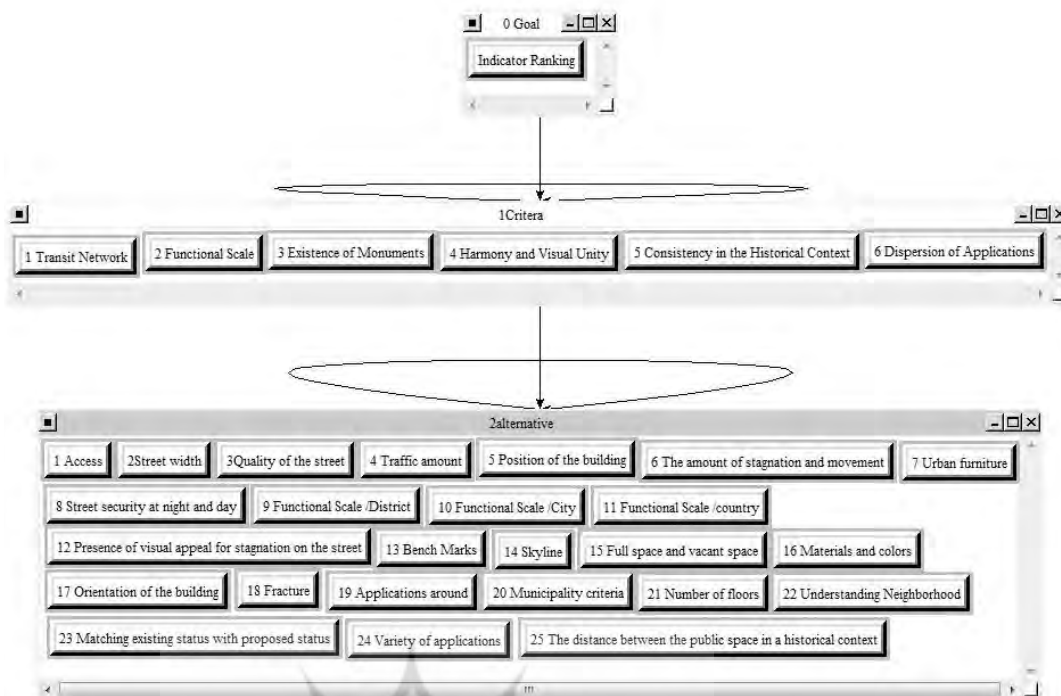 0 Goal
Indicator Ranking
1Critera
1 Transit Network 2 Functional Scale 3 Existence of Monuments 4 Harmony and Visual Unity 5 Consistency in the Historical Context 6 Dispersion of Applications
2alternative
1 Access 2Street width 3Quality of the street 4 Traffic amount 5 Position of the building 6 The amount of stagnation and movement 7 Urban furniture
8 Street security at night and day 9 Functional Scale /District 10 Functional Scale /City 11 Functional Scale /country
12 Presence of visual appeal for stagnation on the street 13 Bench Marks 14 Skyline 15 Full space and vacant space 16 Materials and colors
17 Orientation of the building 18 Fracture 19 Applications around 20 Municipality criteria 21 Number of floors 22 Understanding Neighborhood
23 Matching existing status with proposed status 24 Variety of applications 25 The distance between the public space in a historical context